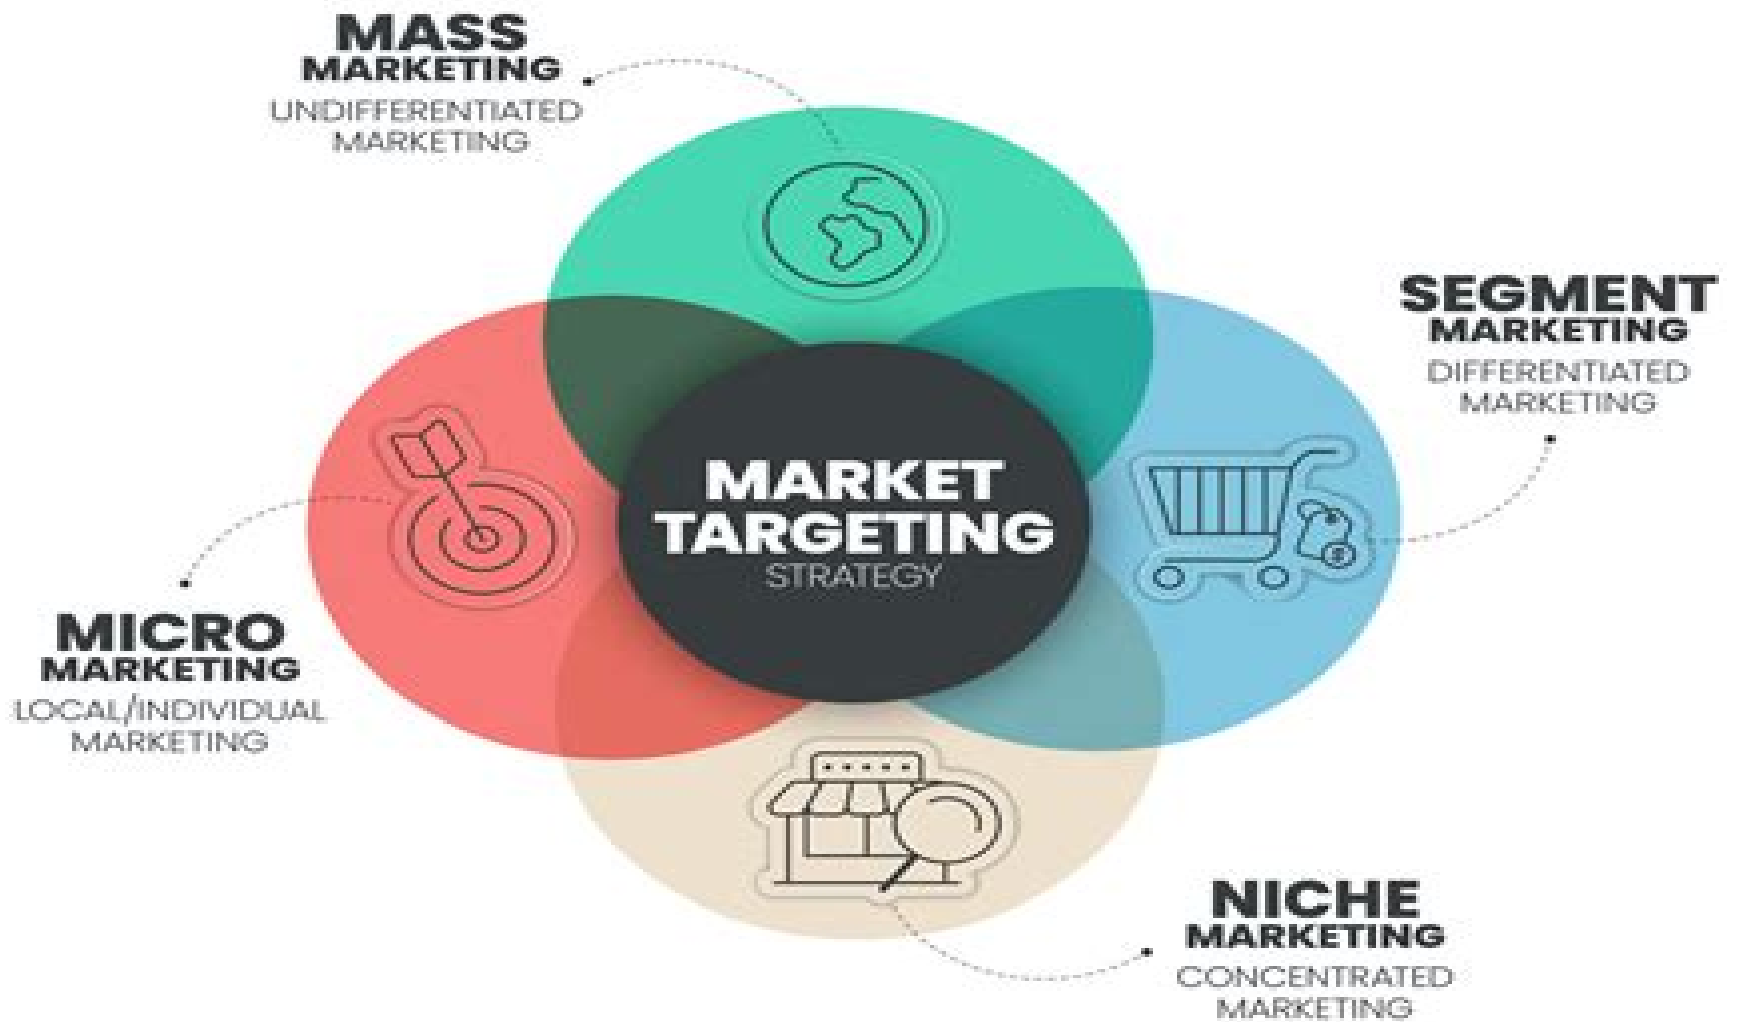 MASS
MARKETING
UNDIFFERENTIATED
MARKETING
SEGMENT
MARKETING
DIFFERENTIATED
MARKETING
MARKET
TARGETING
STRATEGY
MICRO
MARKETING
LOCAL/INDIVIDUAL
MARKETING
NICHE
MARKETING
CONCENTRATED
MARKETING